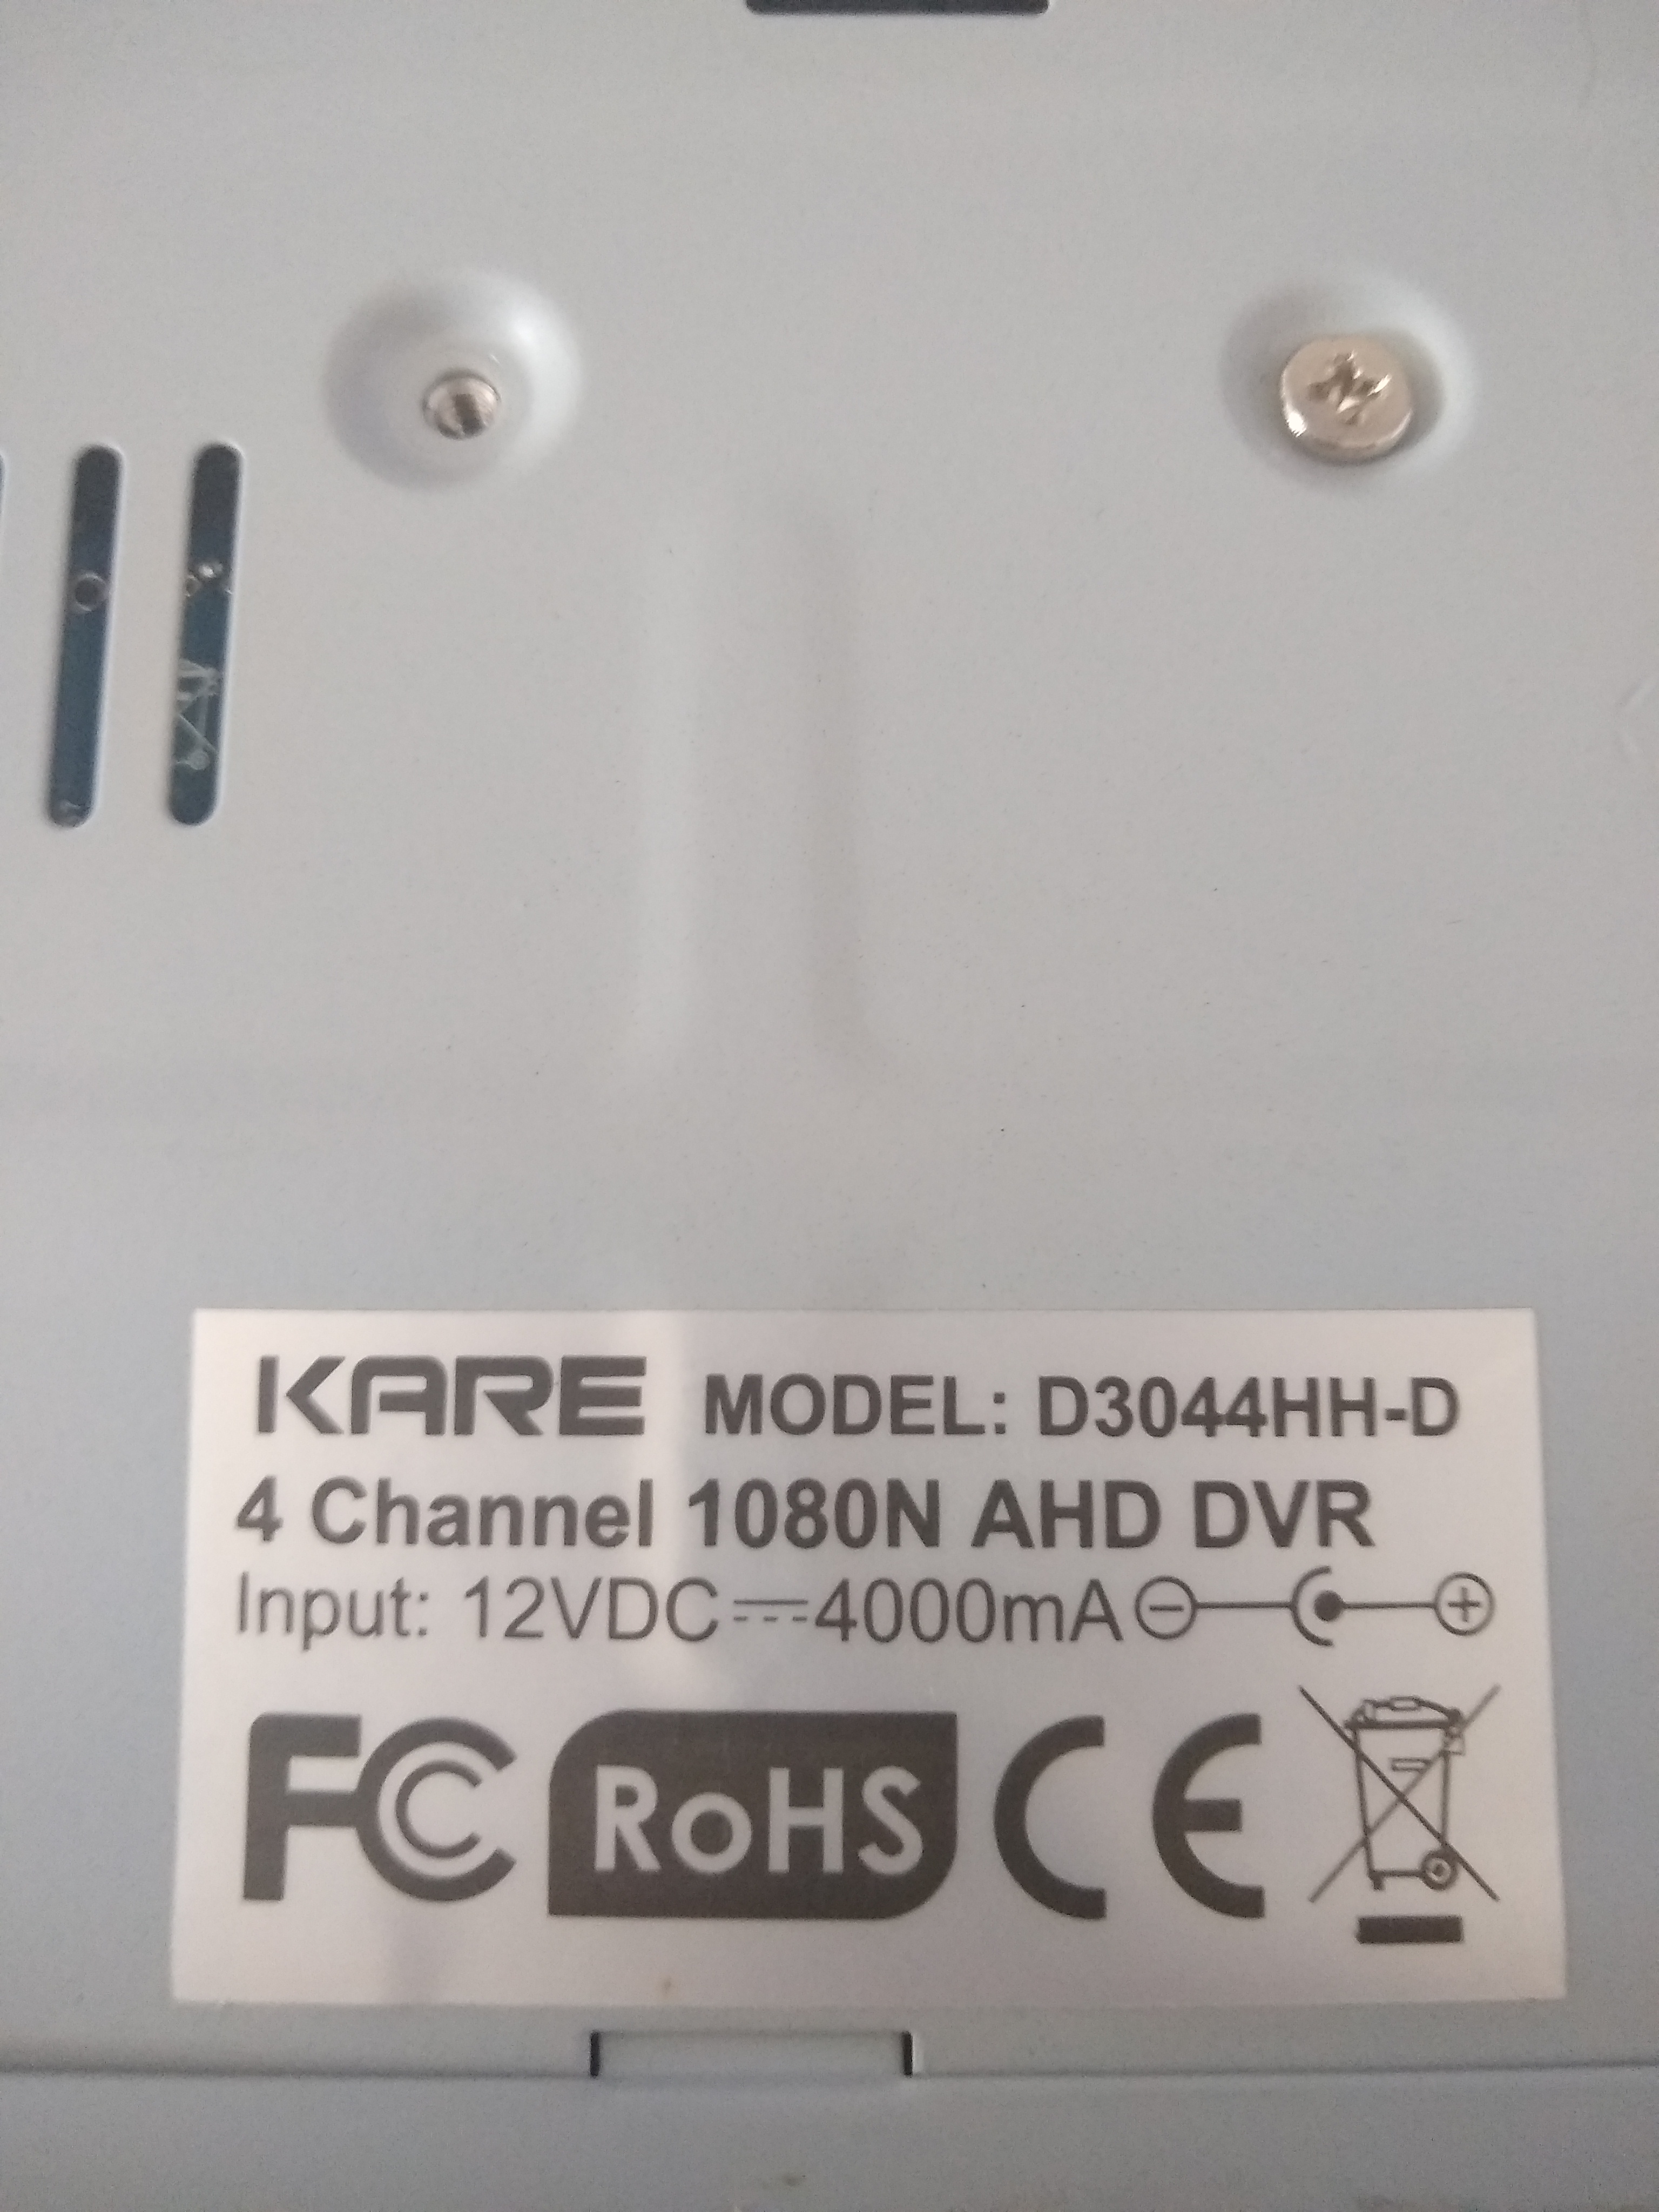 KARE MODEL: D3044HH-D
4 Channel 1080N AHD DVR
Input: 12VDC⎓4000mA
FC RoHS CE